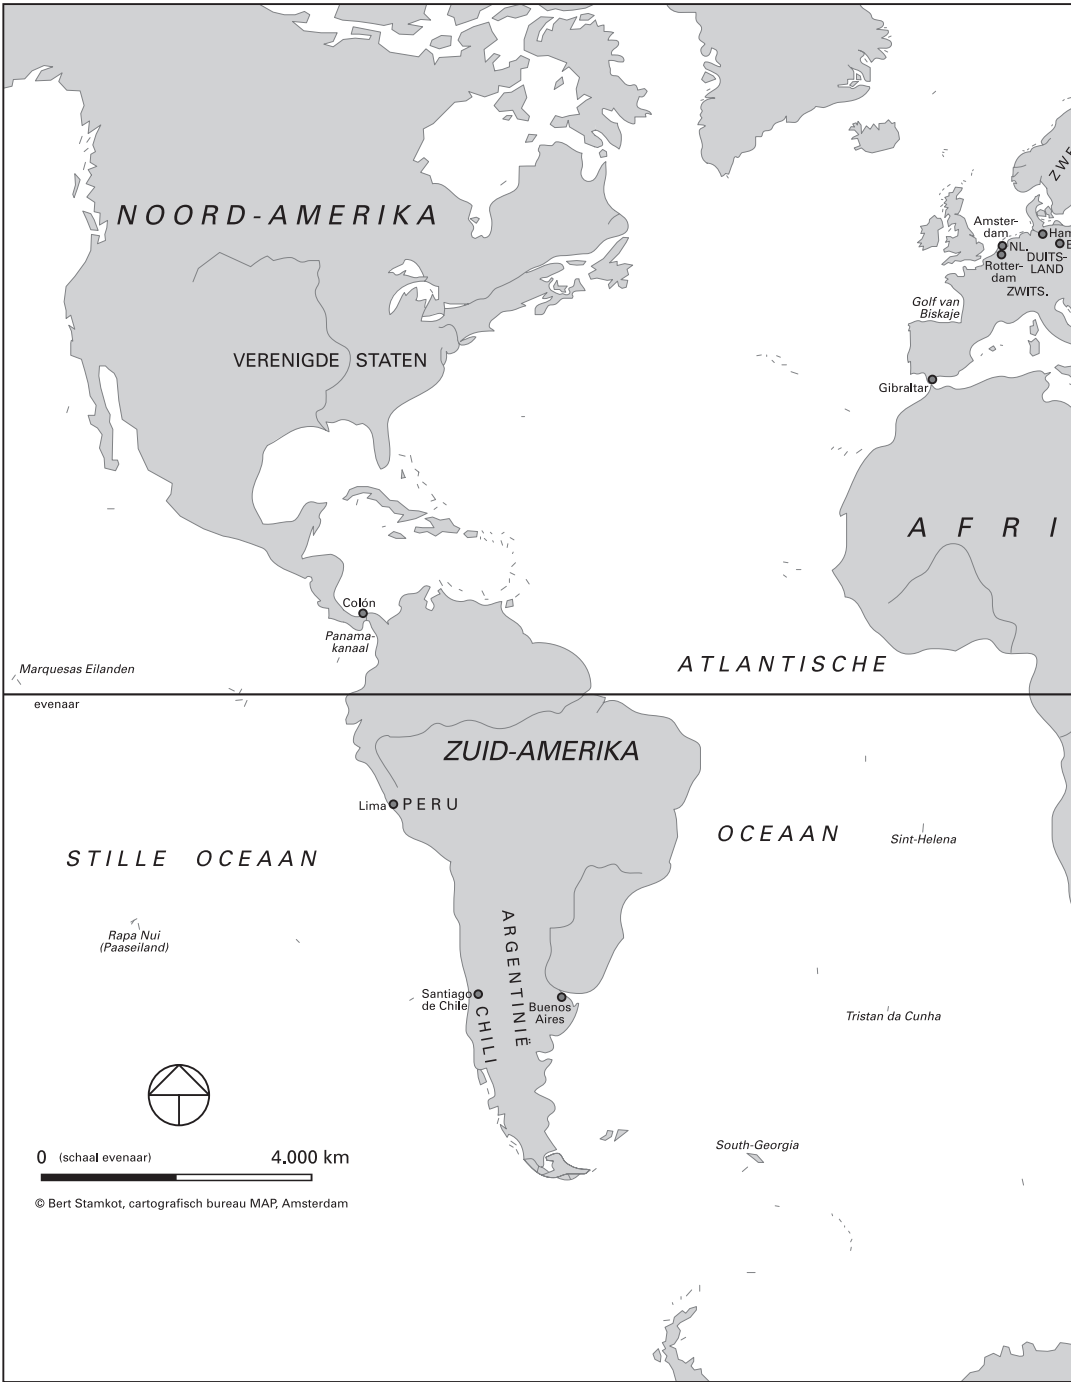 NOORD-AMERIKA
ZWE
Amster-
dam
Ham
NL.
B
DUITS-
LAND
Rotter-
dam
ZWITS.
Golf van
Biskaje
VERENIGDE STATEN
Gibraltar
AFRI
Colón
Panama-
kanaal
Marquesas Eilanden
ATLANTISCHE
evenaar
ZUID-AMERIKA
Lima
PERU
OCEAAN
Sint-Helena
STILLE OCEAAN
Rapa Nui
(Paaseiland)
ARGENTINIË
Santiago
de Chile
CHILI
Buenos
Aires
Tristan da Cunha
South-Georgia
0 (schaal evenaar) 4.000 km
© Bert Stamkot, cartografisch bureau MAP, Amsterdam